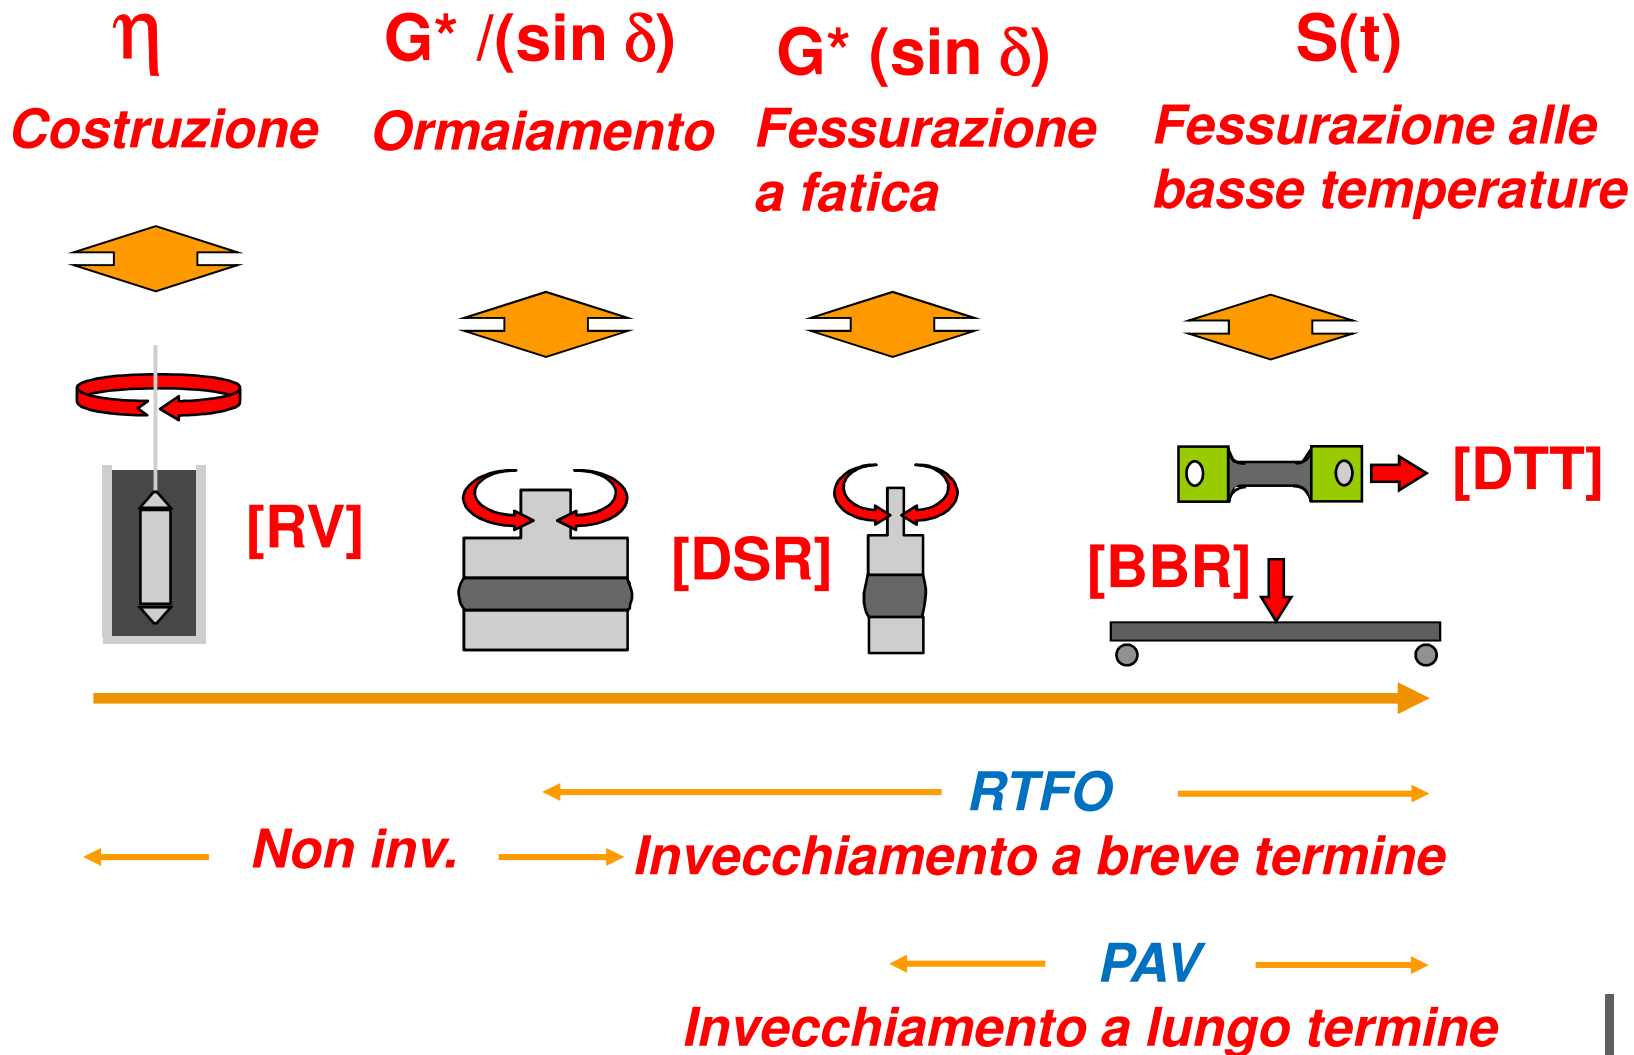 η
G* /(sin δ)
G* (sin δ)
S(t)
Costruzione
Ormaiamento
Fessurazione
a fatica
Fessurazione alle
basse temperature
[RV]
[DSR]
[DTT]
[BBR]
RTFO
Non inv.
Invecchiamento a breve termine
PAV
Invecchiamento a lungo termine